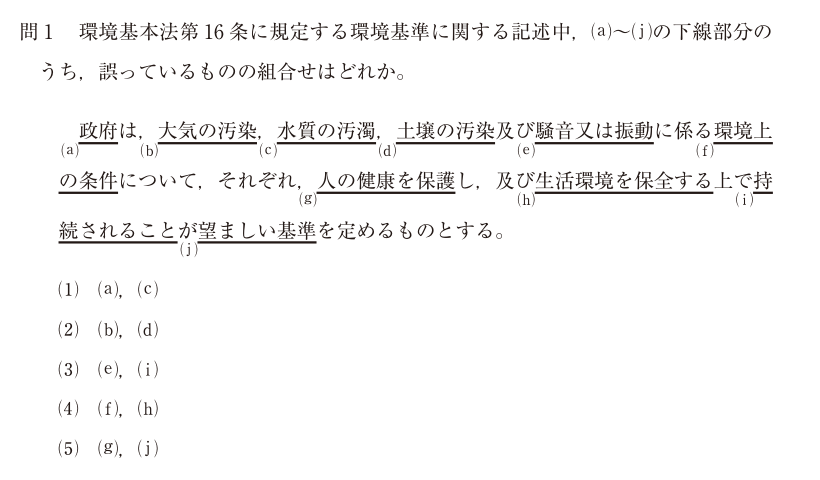 問1 環境基本法第16条に規定する環境基準に関する記述中，(a)〜(j)の下線部分の
うち，誤っているものの組合せはどれか。
政府は，大気の汚染，水質の汚濁，土壌の汚染及び騒音又は振動に係る環境上
(a) (b) (c) (d) (e) (f)
の条件について，それぞれ，人の健康を保護し，及び生活環境を保全する上で持
(g) (h) (i)
続されることが望ましい基準を定めるものとする。
(j)
(1) (a)，(c)
(2) (b)，(d)
(3) (e)，(i)
(4) (f)，(h)
(5) (g)，(j)